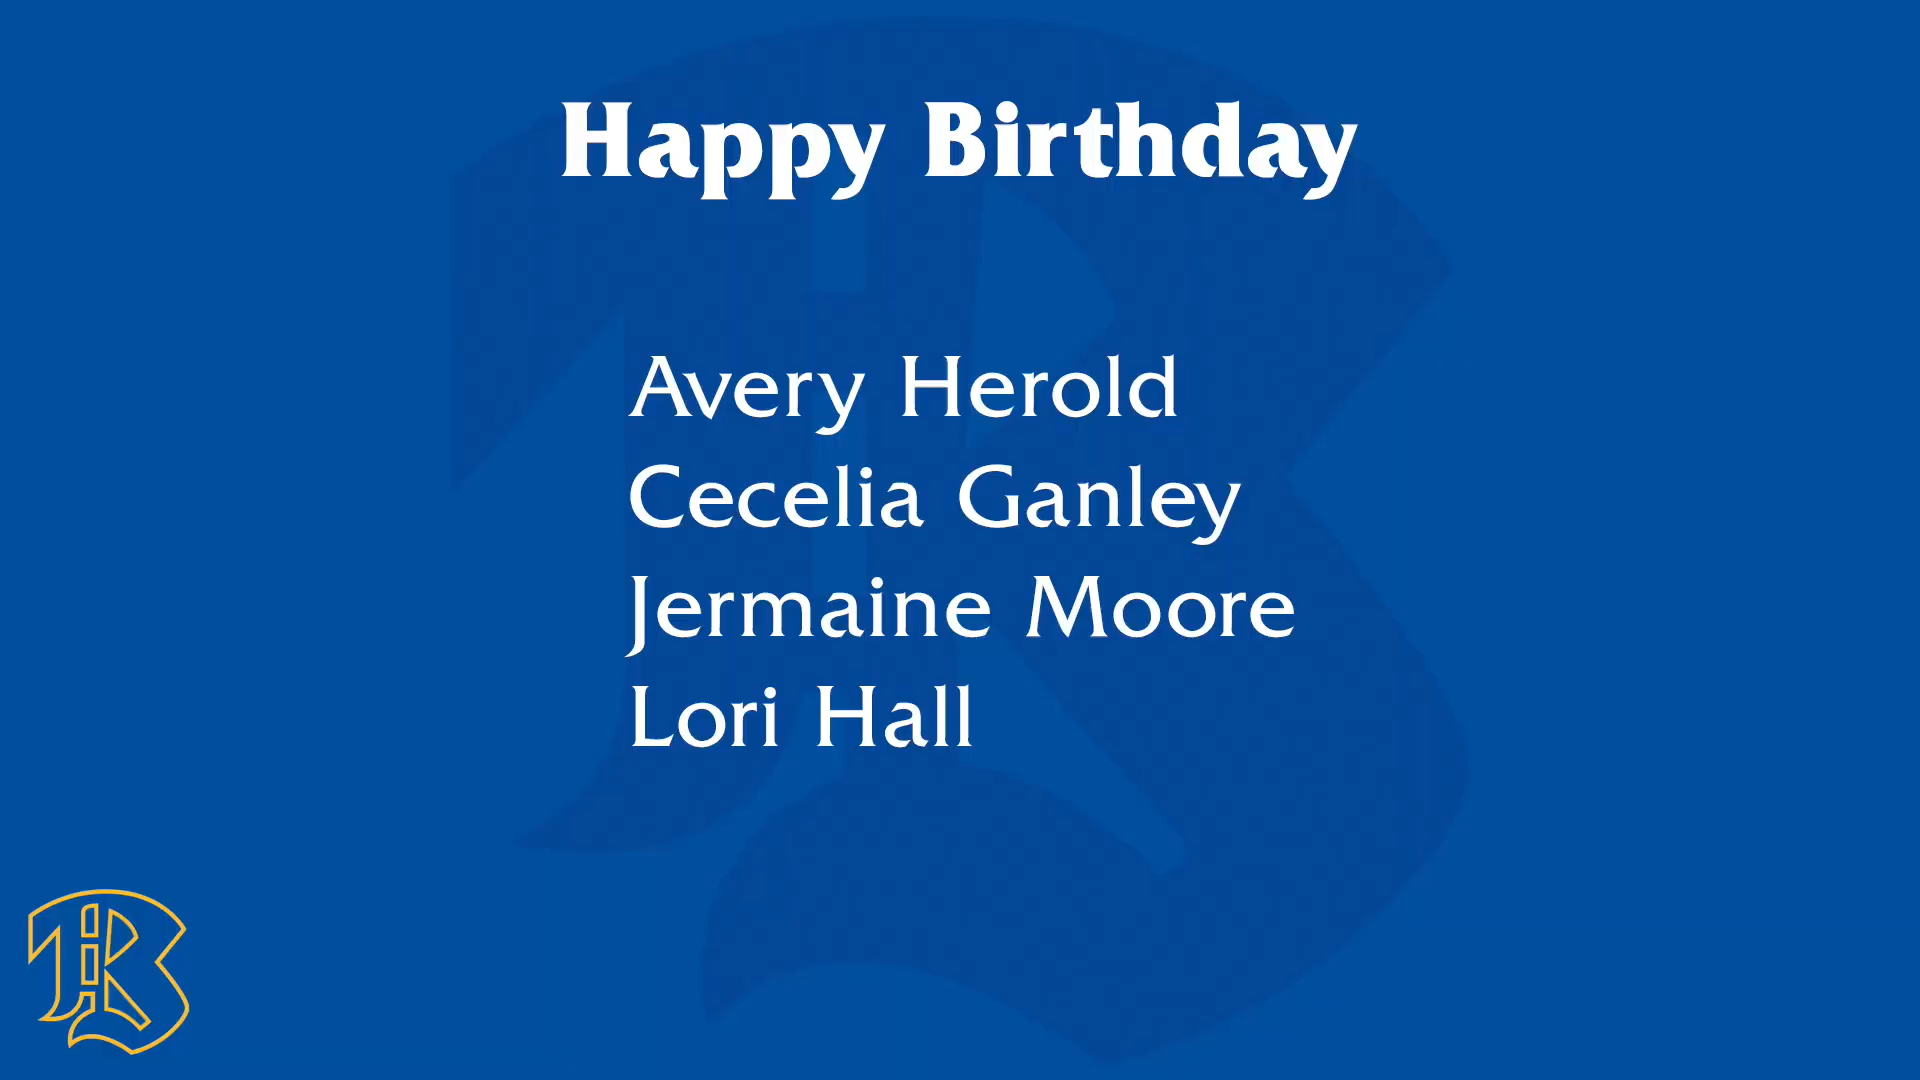 Happy Birthday
Avery Herold
Cecelia Ganley
Jermaine Moore
Lori Hall